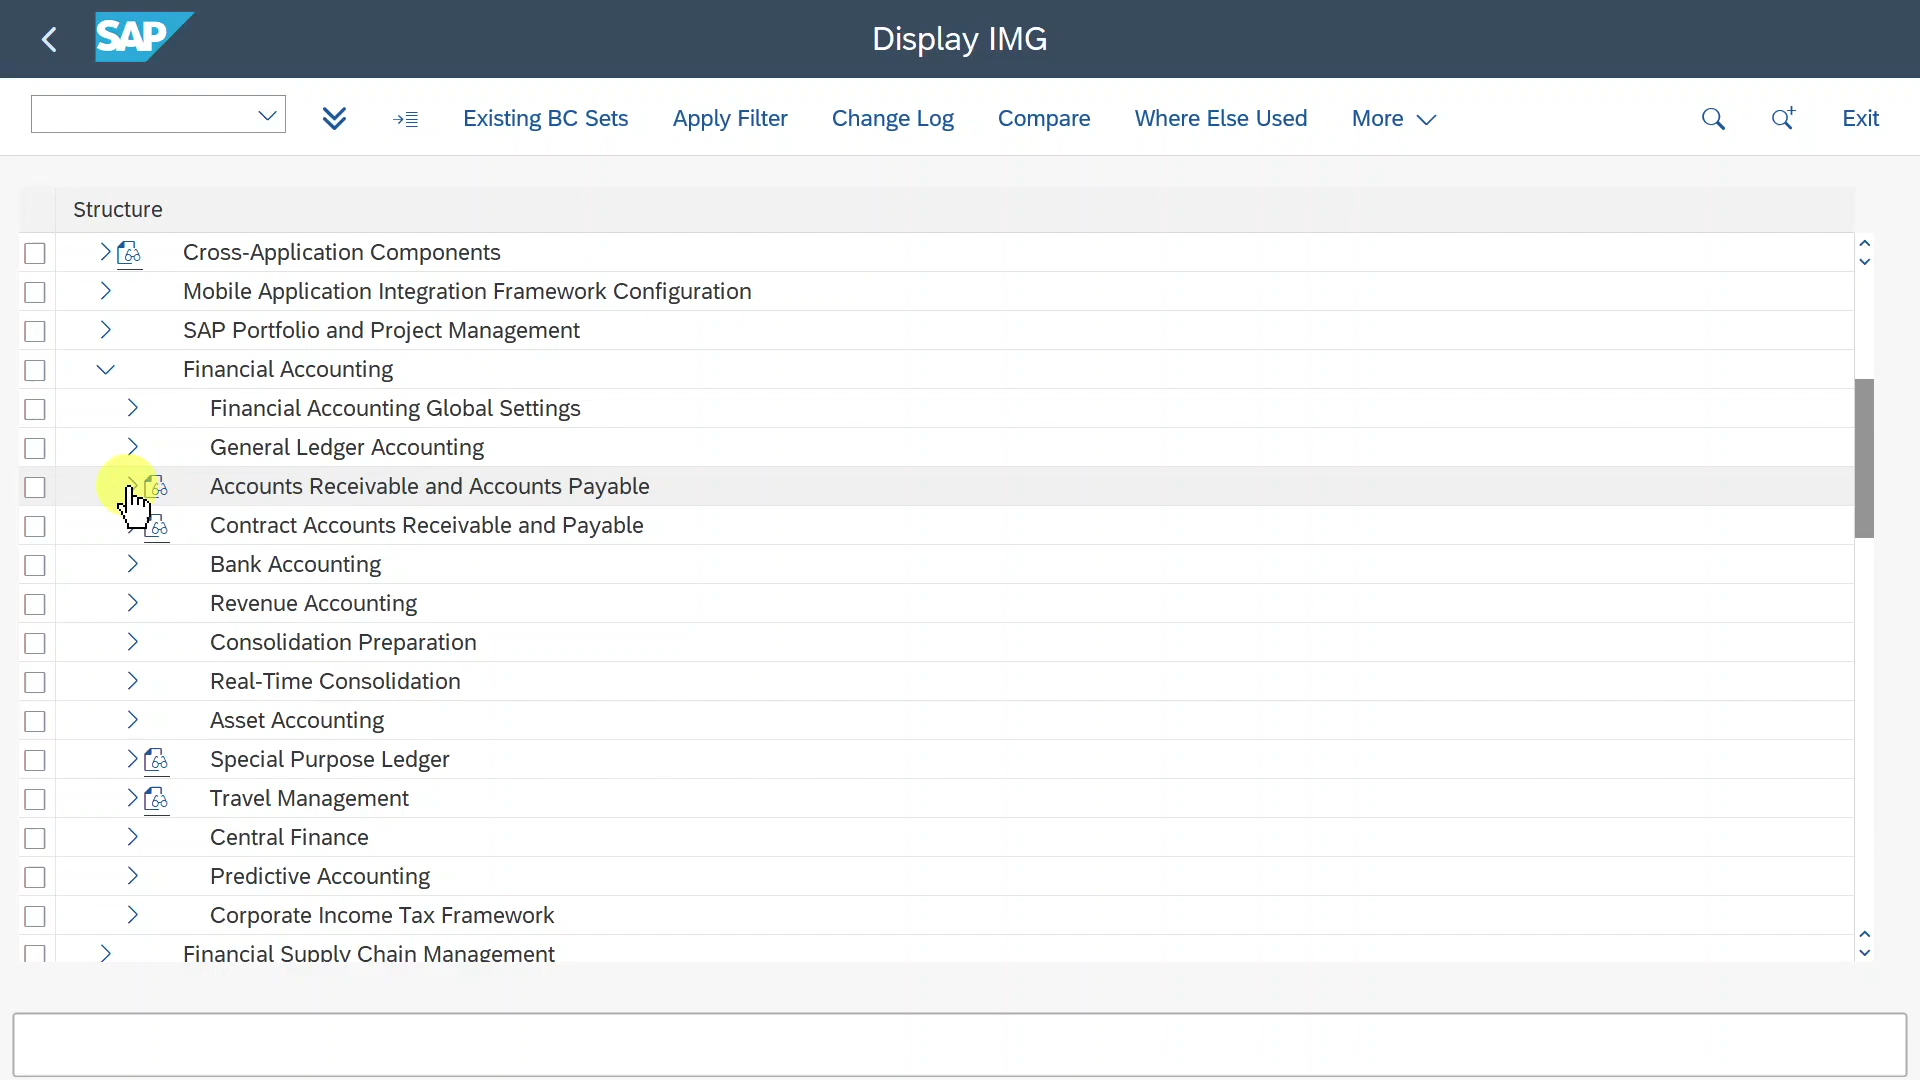 SAP
Display IMG
Existing BC Sets
Apply Filter
Change Log
Compare
Where Else Used
More
Exit
Structure
Cross-Application Components
Mobile Application Integration Framework Configuration
SAP Portfolio and Project Management
Financial Accounting
Financial Accounting Global Settings
General Ledger Accounting
Accounts Receivable and Accounts Payable
Contract Accounts Receivable and Payable
Bank Accounting
Revenue Accounting
Consolidation Preparation
Real-Time Consolidation
Asset Accounting
Special Purpose Ledger
Travel Management
Central Finance
Predictive Accounting
Corporate Income Tax Framework
Financial Supply Chain Management